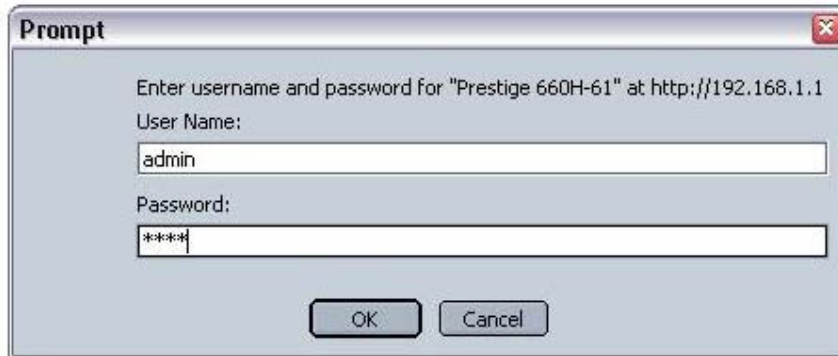 Prompt
Enter username and password for "Prestige 660H-61" at http://192.168.1.1
User Name:
admin
Password:
****
OK
Cancel